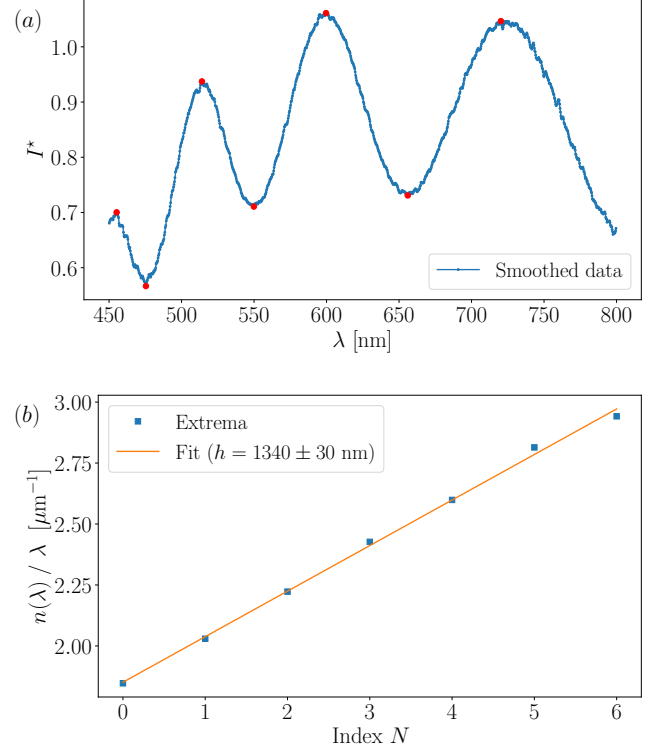 (a)
1.0
0.9
0.8
0.7
0.6
I⋆
Smoothed data
450 500 550 600 650 700 750 800
λ [nm]
(b)
3.00
2.75
2.50
2.25
2.00
n(λ) / λ [μm⁻¹]
Extrema
Fit (h = 1340 ± 30 nm)
0 1 2 3 4 5 6
Index N